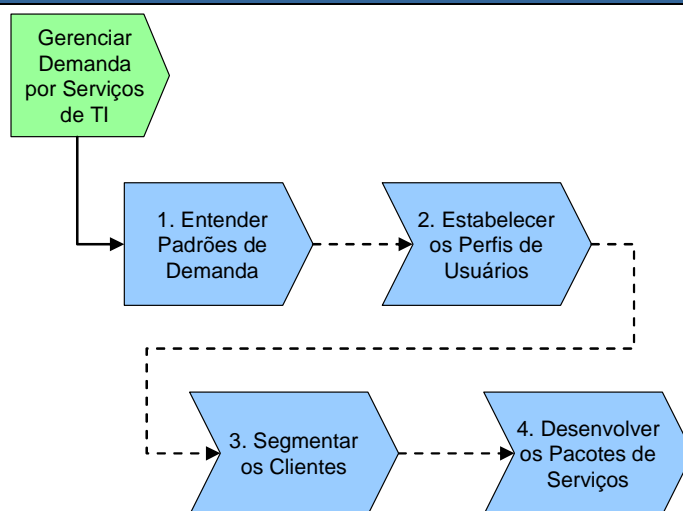 Gerenciar
Demanda
por Serviços
de TI
1. Entender
Padrões de
Demanda
2. Estabelecer
os Perfis de
Usuários
3. Segmentar
os Clientes
4. Desenvolver
os Pacotes de
Serviços